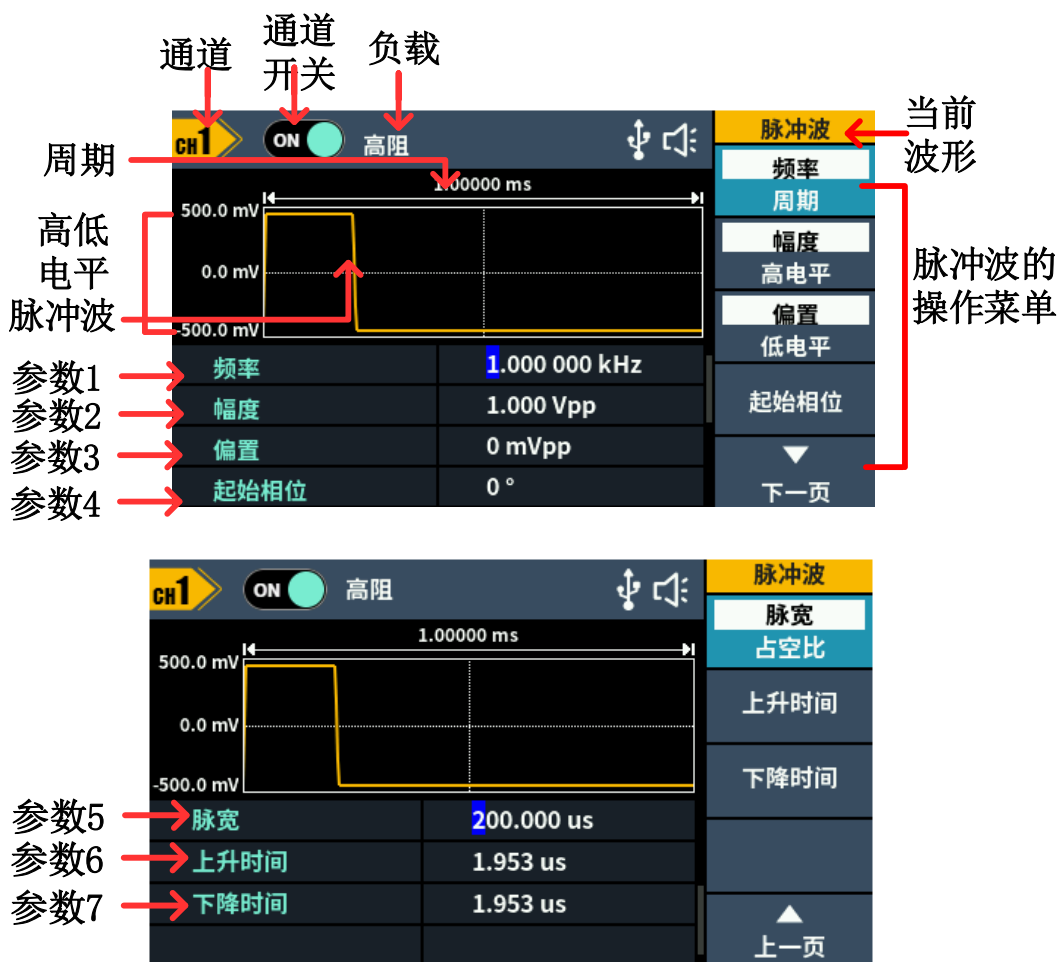 通道
通道
开关
负载
CH1
ON
高阻
脉冲波
当前
波形
周期
1.00000 ms
频率
周期
500.0 mV
高低
电平
幅度
高电平
0.0 mV
脉冲波的
操作菜单
脉冲波
-500.0 mV
偏置
低电平
参数1
频率
1.000 000 kHz
参数2
幅度
1.000 Vpp
起始相位
参数3
偏置
0 mVpp
参数4
起始相位
0 °
下一页
CH1
ON
高阻
脉冲波
1.00000 ms
脉宽
占空比
500.0 mV
上升时间
0.0 mV
下降时间
-500.0 mV
参数5
脉宽
200.000 us
参数6
上升时间
1.953 us
参数7
下降时间
1.953 us
上一页